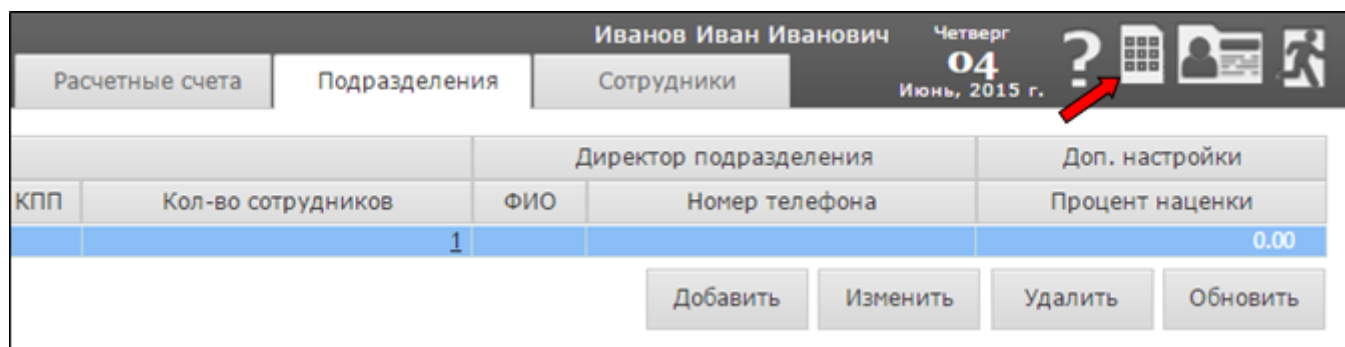 Иванов Иван Иванович
Четверг
04
Июнь, 2015 г.
?
Расчетные счета Подразделения Сотрудники
Директор подразделения Доп. настройки
КПП Кол-во сотрудников ФИО Номер телефона Процент наценки
1 0.00
Добавить Изменить Удалить Обновить